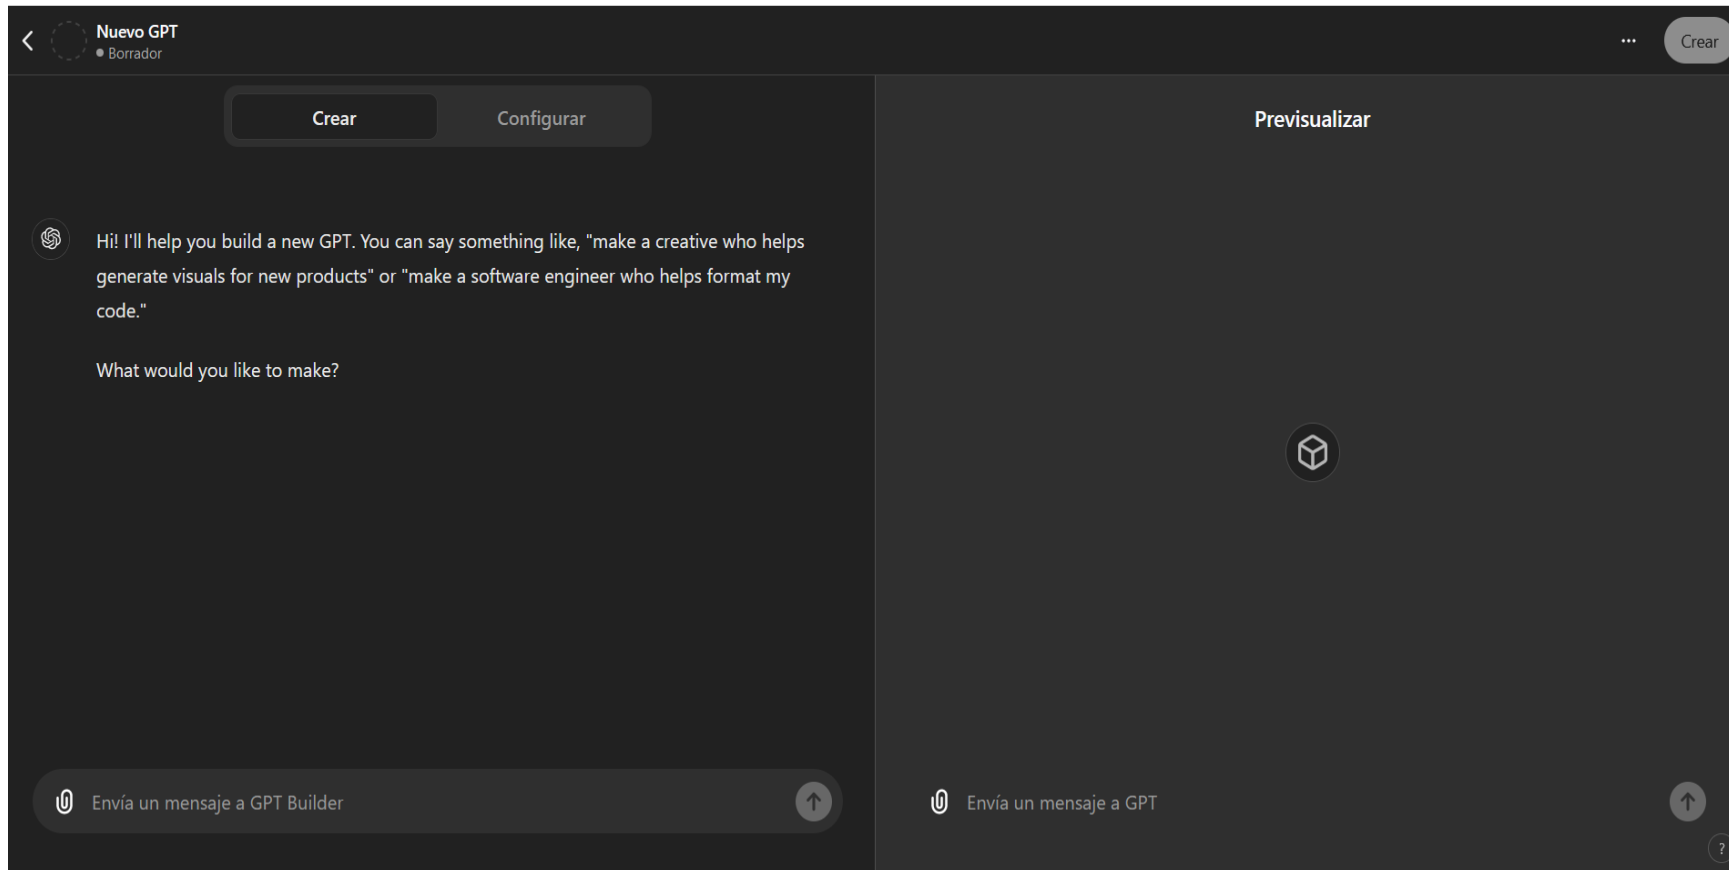 Nuevo GPT
Borrador
...
Crear
Crear
Configurar
Previsualizar
Hi! I'll help you build a new GPT. You can say something like, "make a creative who helps
generate visuals for new products" or "make a software engineer who helps format my
code."
What would you like to make?
Envía un mensaje a GPT Builder
Envía un mensaje a GPT
?